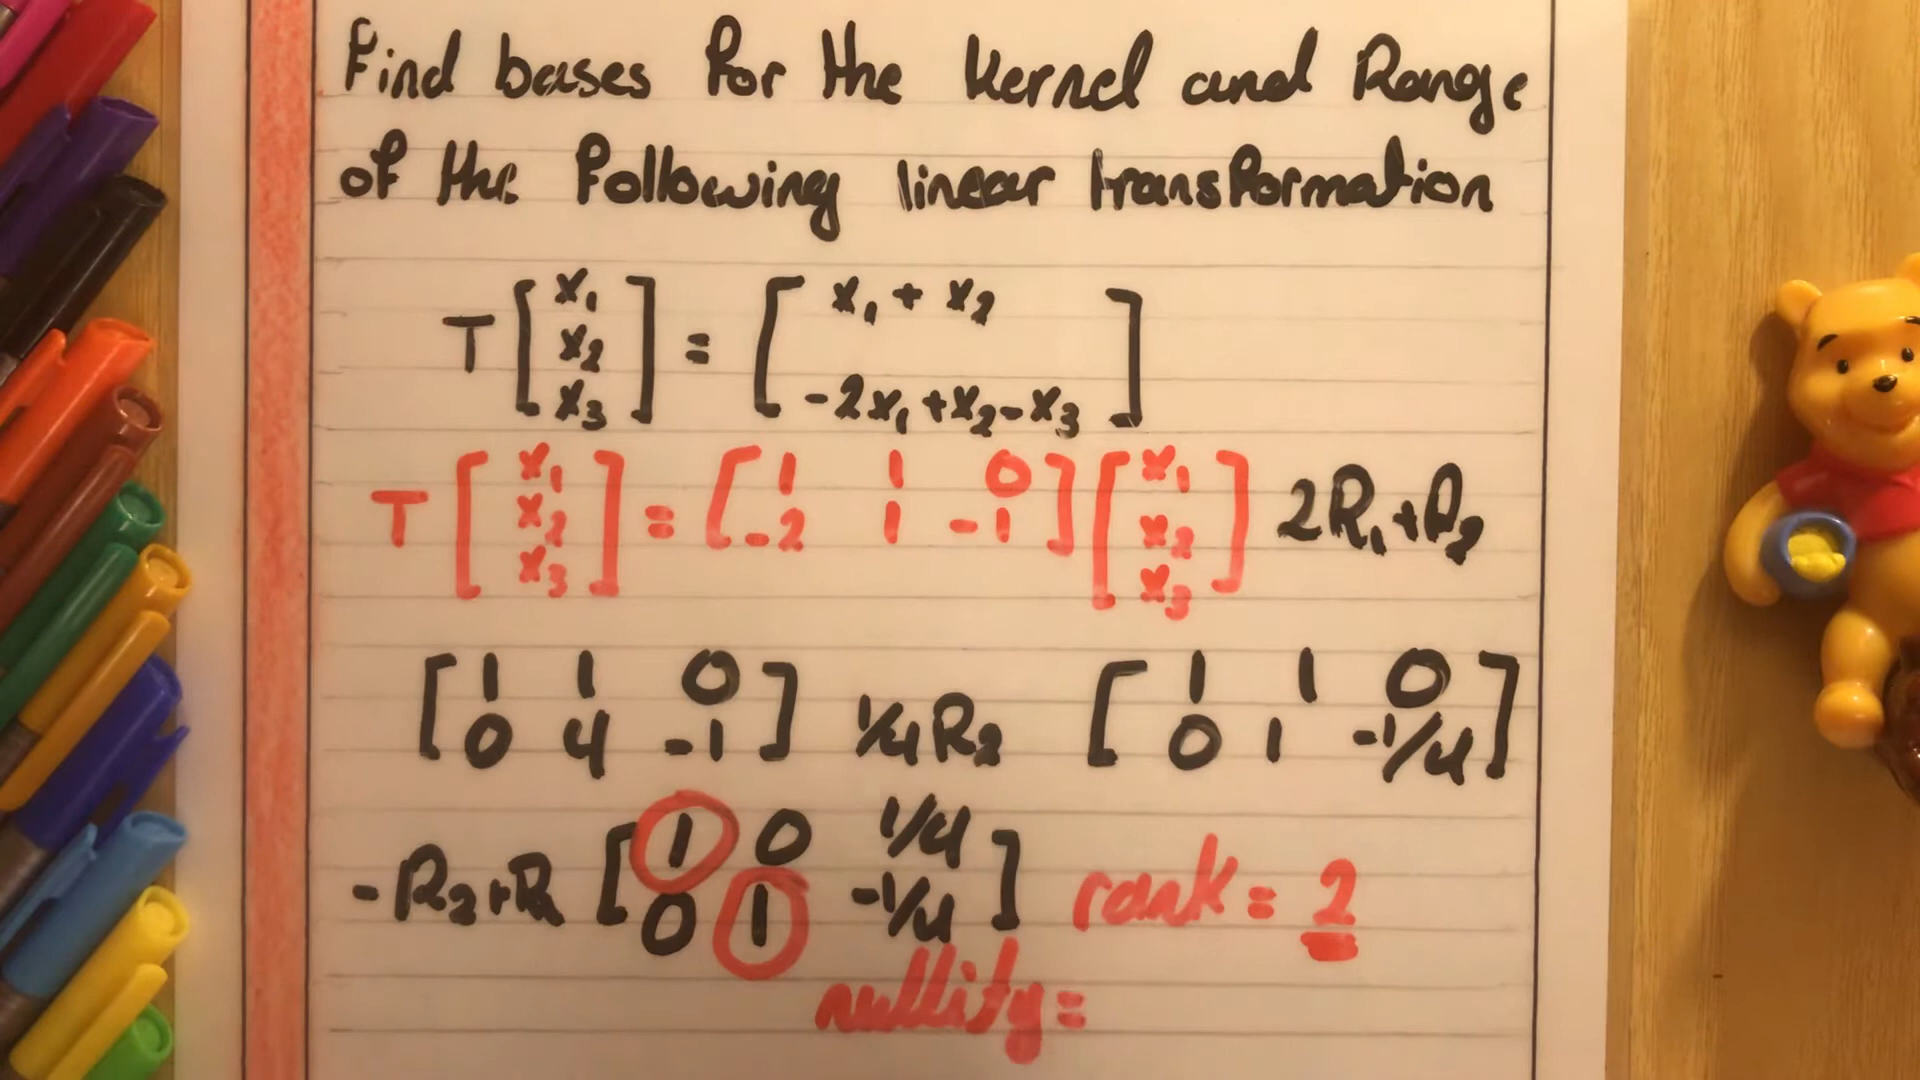 Find bases for the Kernel and Range
of the following linear transformation
T [x₁ x₂ x₃] = [x₁ + x₂ -2x₁ + x₂ - x₃]
T [x₁ x₂ x₃] = [1 1 0 -2 1 -1] [x₁ x₂ x₃] 2R₁+R₂
[1 1 0 0 4 -1] 1/4 R₂ [1 1 0 0 1 -1/4]
-R₂+R₁ [1 0 1/4 0 1 -1/4] rank = 2
nullity =